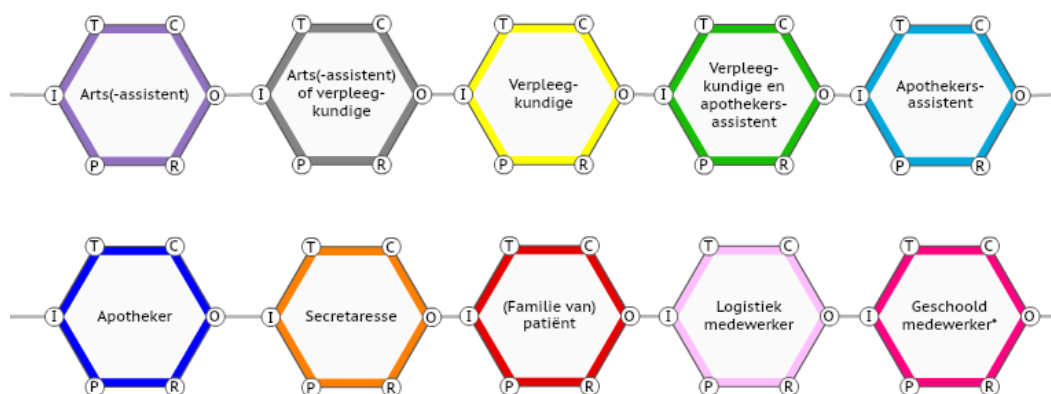 T C T C T C T C T C
I Arts(-assistent) O I Arts(-assistent) of verpleeg-kundige O I Verpleeg-kundige O I Verpleeg-kundige en apothekers-assistent O I Apothekers-assistent O
P R P R P R P R P R
T C T C T C T C T C
I Apotheker O I Secretaresse O I (Familie van) patiënt O I Logistiek medewerker O I Geschoold medewerker* O
P R P R P R P R P R